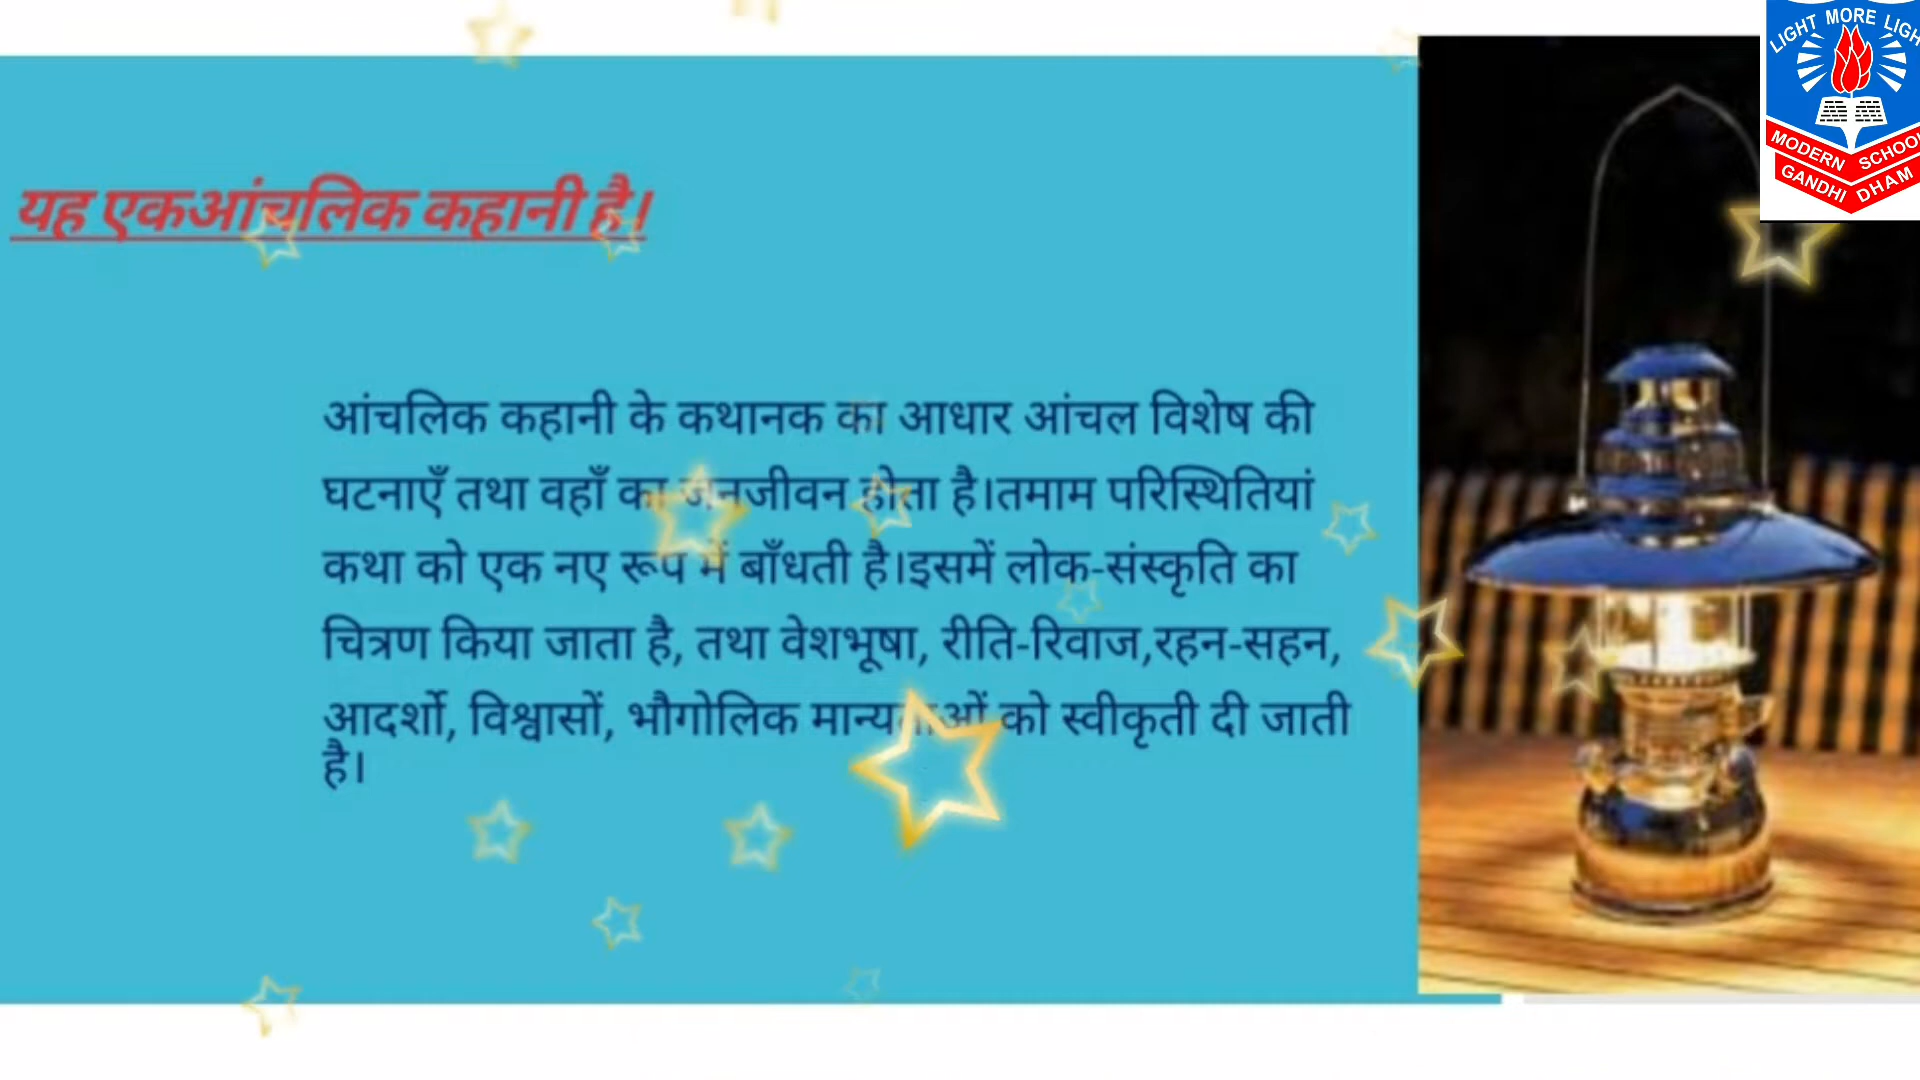 LIGHT MORE LIGH
MODERN SCHOOL
GANDHI DHAM
यह एकआंचलिक कहानी है।
आंचलिक कहानी के कथानक का आधार आंचल विशेष की
घटनाएँ तथा वहाँ का जनजीवन होता है।तमाम परिस्थितियां
कथा को एक नए रूप में बाँधती है।इसमें लोक-संस्कृति का
चित्रण किया जाता है, तथा वेशभूषा, रीति-रिवाज,रहन-सहन,
आदर्शो, विश्वासों, भौगोलिक मान्यताओं को स्वीकृती दी जाती
है।